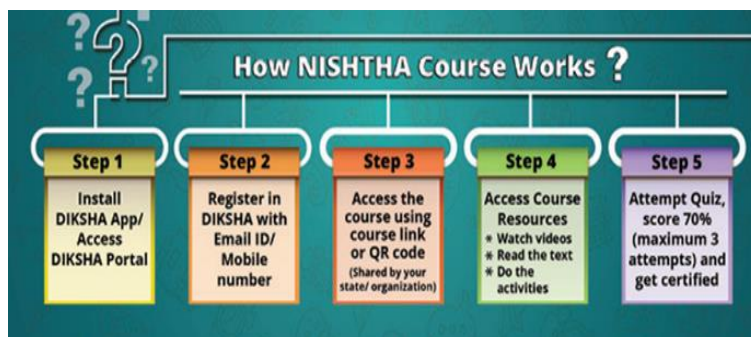 How NISHTHA Course Works ?
Step 1
Install
DIKSHA App/
Access
DIKSHA Portal
Step 2
Register in
DIKSHA with
Email ID/
Mobile
number
Step 3
Access the
course using
course link
or QR code
(Shared by your
state/ organization)
Step 4
Access Course
Resources
* Watch videos
* Read the text
* Do the
activities
Step 5
Attempt Quiz,
score 70%
(maximum 3
attempts) and
get certified